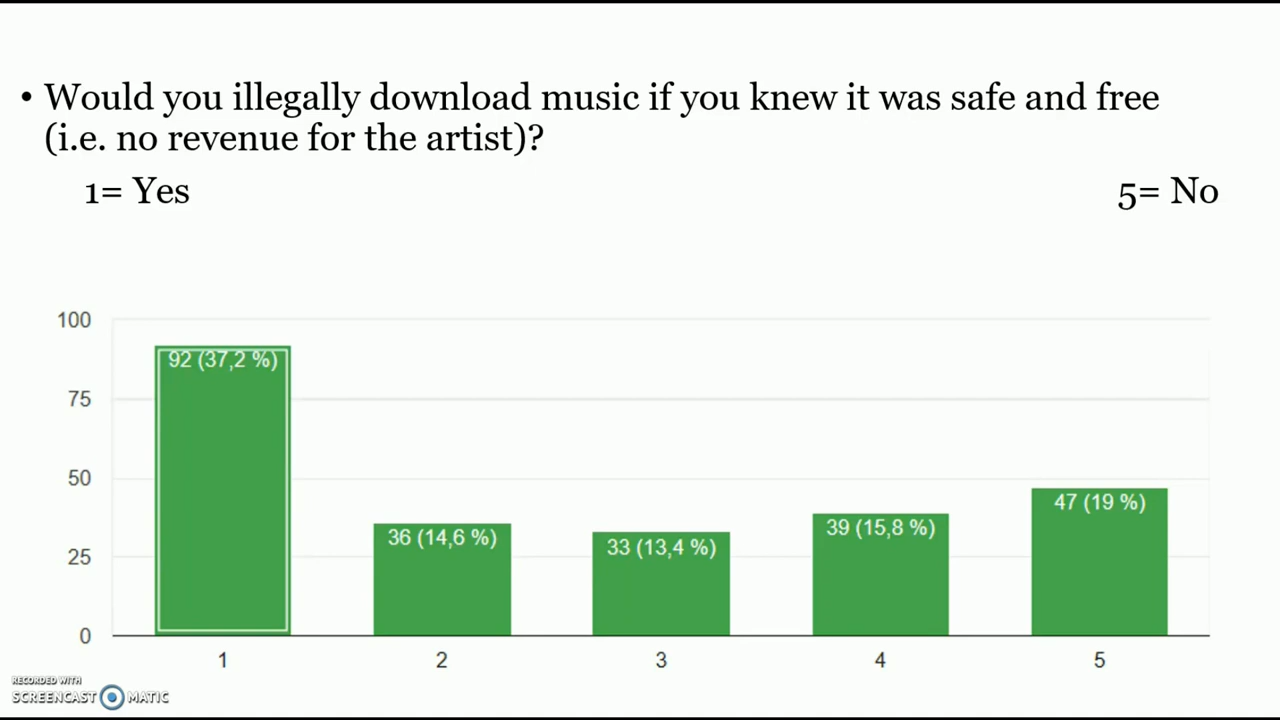 • Would you illegally download music if you knew it was safe and free
(i.e. no revenue for the artist)?
1= Yes 5= No
100
75
50
25
0
92 (37,2 %)
36 (14,6 %)
33 (13,4 %)
39 (15,8 %)
47 (19 %)
1 2 3 4 5
RECORDED WITH
SCREENCAST MATIC